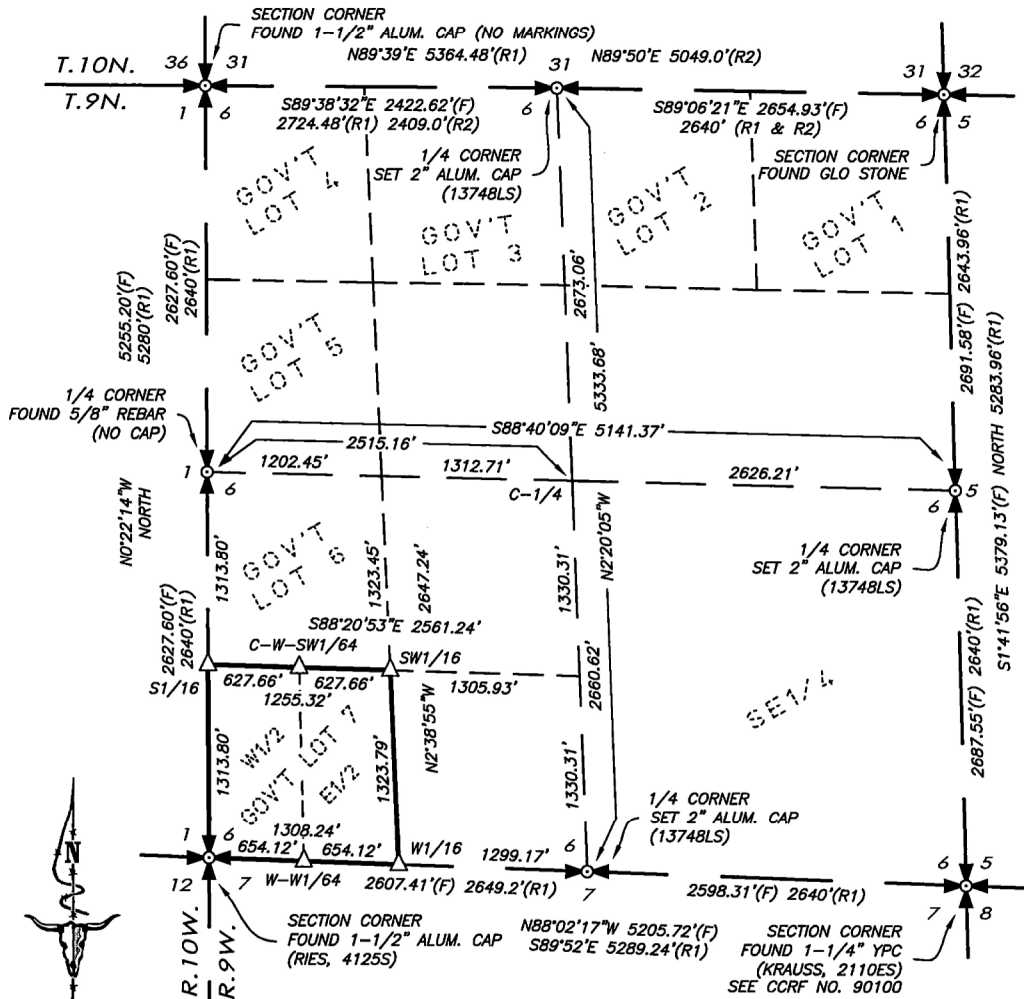 SECTION CORNER
FOUND 1-1/2" ALUM. CAP (NO MARKINGS)
N89°39'E 5364.48'(R1)
N89°50'E 5049.0'(R2)
T.10N.
36
31
31
31
32
T.9N.
1
6
6
6
5
S89°38'32"E 2422.62'(F)
2724.48'(R1) 2409.0'(R2)
S89°06'21"E 2654.93'(F)
2640' (R1 & R2)
1/4 CORNER
SET 2" ALUM. CAP
(13748LS)
SECTION CORNER
FOUND GLO STONE
GOV'T
LOT 4
GOV'T
LOT 3
GOV'T
LOT 2
GOV'T
LOT 1
5255.20'(F)
5280'(R1)
2627.60'(F)
2640'(R1)
2673.06'
5333.68'
2691.58'(F) 2643.96'(R1)
S1°41'56"E 5379.13'(F) NORTH 5283.96'(R1)
GOV'T
LOT 5
1/4 CORNER
FOUND 5/8" REBAR
(NO CAP)
S88°40'09"E 5141.37'
2515.16'
1202.45'
1312.71'
2626.21'
1
6
C-1/4
6
5
N0°22'14"W
NORTH
1313.80'
GOV'T
LOT 6
1323.45'
2647.24'
1330.31'
N2°20'05"W
1/4 CORNER
SET 2" ALUM. CAP
(13748LS)
2627.60'(F)
2640'(R1)
S88°20'53"E 2561.24'
C-W-SW1/64
SW1/16
S1/16
627.66'
627.66'
1305.93'
1255.32'
2660.62'
SE1/4
2687.55'(F) 2640'(R1)
1313.80'
W1/2
GOV'T LOT 7
E1/2
1323.79'
N2°38'55"W
1330.31'
1/4 CORNER
SET 2" ALUM. CAP
(13748LS)
N
1
6
1308.24'
654.12'
654.12'
W1/16
1299.17'
6
6
5
12
7
W-W1/64
2607.41'(F) 2649.2'(R1)
7
2598.31'(F) 2640'(R1)
7
8
R.10W.
R.9W.
SECTION CORNER
FOUND 1-1/2" ALUM. CAP
(RIES, 4125S)
N88°02'17"W 5205.72'(F)
S89°52'E 5289.24'(R1)
SECTION CORNER
FOUND 1-1/4" YPC
(KRAUSS, 2110ES)
SEE CCRF NO. 90100